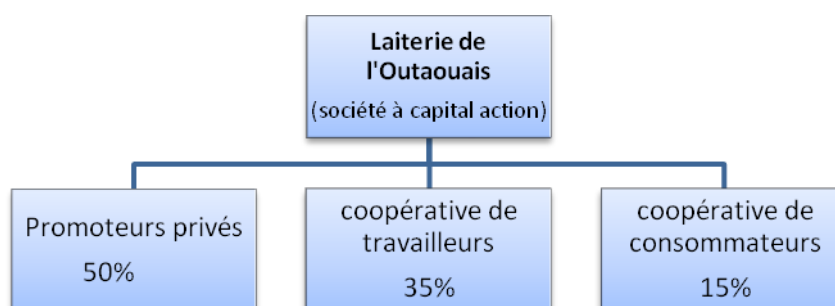 Laiterie de
l'Outaouais
(société à capital action)
Promoteurs privés
50%
coopérative de
travailleurs
35%
coopérative de
consommateurs
15%